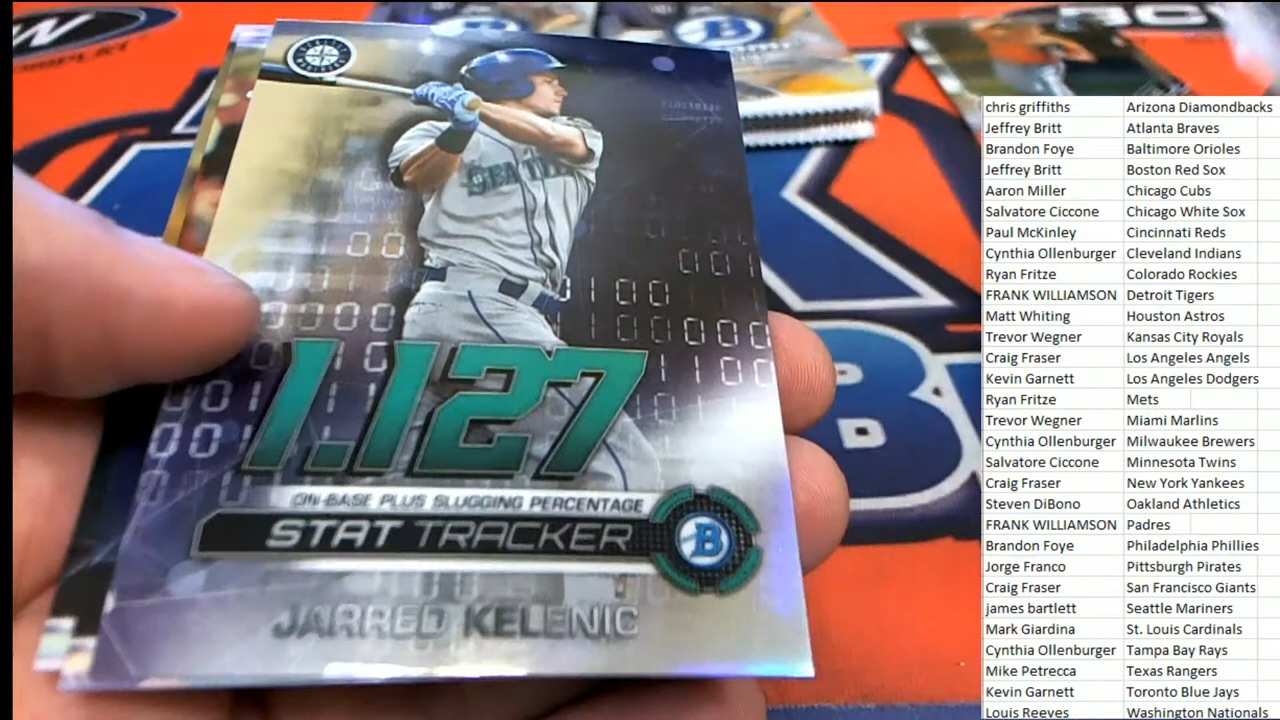 SEATTLE
MARINERS
SEATTLE
00
001
0100
0000
1.127
ON-BASE PLUS SLUGGING PERCENTAGE
STAT TRACKER
B
JARRED KELENIC
B
chris griffiths Arizona Diamondbacks
Jeffrey Britt Atlanta Braves
Brandon Foye Baltimore Orioles
Jeffrey Britt Boston Red Sox
Aaron Miller Chicago Cubs
Salvatore Ciccone Chicago White Sox
Paul McKinley Cincinnati Reds
Cynthia Ollenburger Cleveland Indians
Ryan Fritze Colorado Rockies
FRANK WILLIAMSON Detroit Tigers
Matt Whiting Houston Astros
Trevor Wegner Kansas City Royals
Craig Fraser Los Angeles Angels
Kevin Garnett Los Angeles Dodgers
Ryan Fritze Mets
Trevor Wegner Miami Marlins
Cynthia Ollenburger Milwaukee Brewers
Salvatore Ciccone Minnesota Twins
Craig Fraser New York Yankees
Steven DiBono Oakland Athletics
FRANK WILLIAMSON Padres
Brandon Foye Philadelphia Phillies
Jorge Franco Pittsburgh Pirates
Craig Fraser San Francisco Giants
james bartlett Seattle Mariners
Mark Giardina St. Louis Cardinals
Cynthia Ollenburger Tampa Bay Rays
Mike Petrecca Texas Rangers
Kevin Garnett Toronto Blue Jays
Louis Reeves Washington Nationals